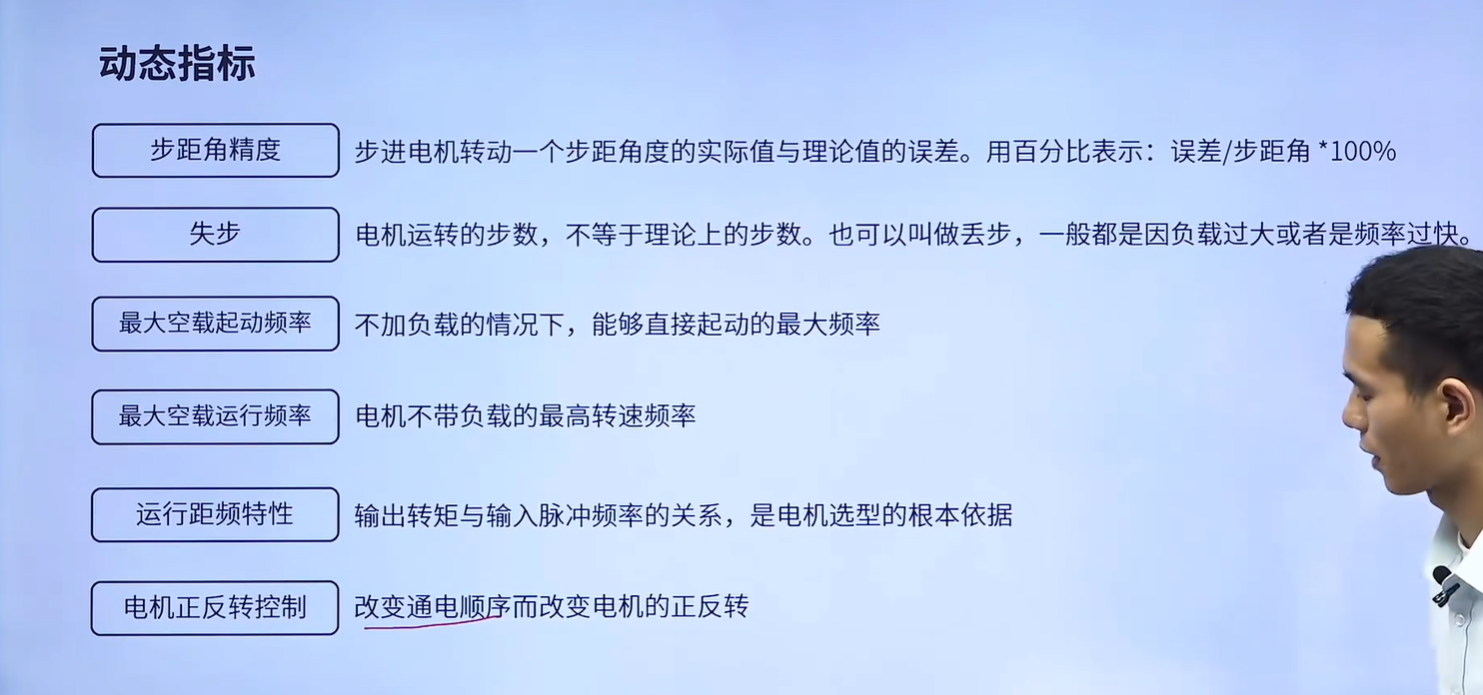 动态指标
步距角精度 步进电机转动一个步距角度的实际值与理论值的误差。用百分比表示：误差/步距角 *100%
失步 电机运转的步数，不等于理论上的步数。也可以叫做丢步，一般都是因负载过大或者是频率过快。
最大空载起动频率 不加负载的情况下，能够直接起动的最大频率
最大空载运行频率 电机不带负载的最高转速频率
运行距频特性 输出转矩与输入脉冲频率的关系，是电机选型的根本依据
电机正反转控制 改变通电顺序而改变电机的正反转